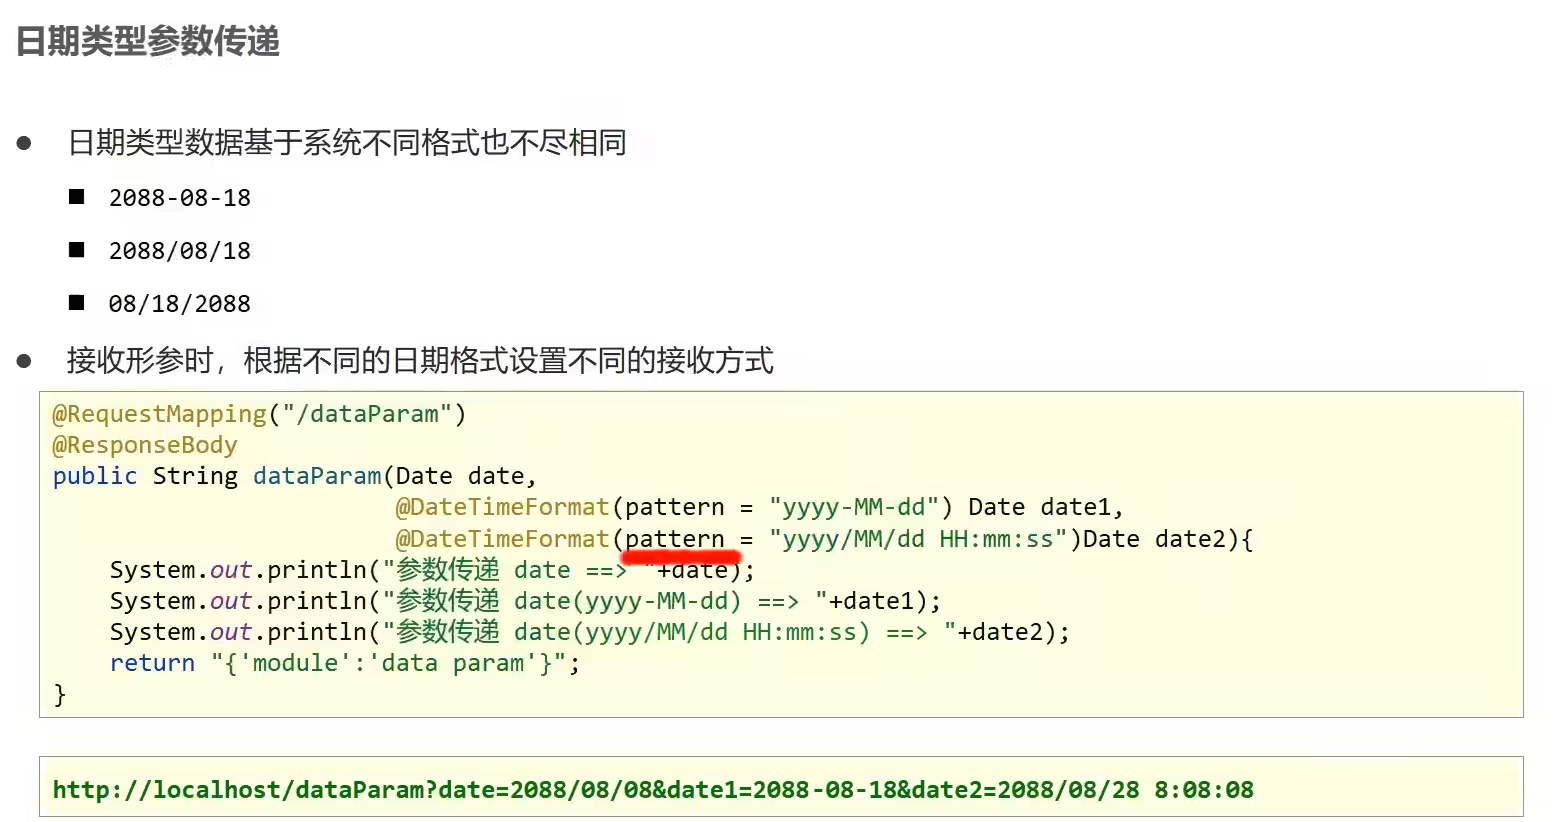 日期类型参数传递
● 日期类型数据基于系统不同格式也不尽相同
■ 2088-08-18
■ 2088/08/18
■ 08/18/2088
● 接收形参时，根据不同的日期格式设置不同的接收方式
@RequestMapping("/dataParam")
@ResponseBody
public String dataParam(Date date,
@DateTimeFormat(pattern = "yyyy-MM-dd") Date date1,
@DateTimeFormat(pattern = "yyyy/MM/dd HH:mm:ss")Date date2){
System.out.println("参数传递 date ==> "+date);
System.out.println("参数传递 date(yyyy-MM-dd) ==> "+date1);
System.out.println("参数传递 date(yyyy/MM/dd HH:mm:ss) ==> "+date2);
return "{'module':'data param'}";
}
http://localhost/dataParam?date=2088/08/08&date1=2088-08-18&date2=2088/08/28 8:08:08